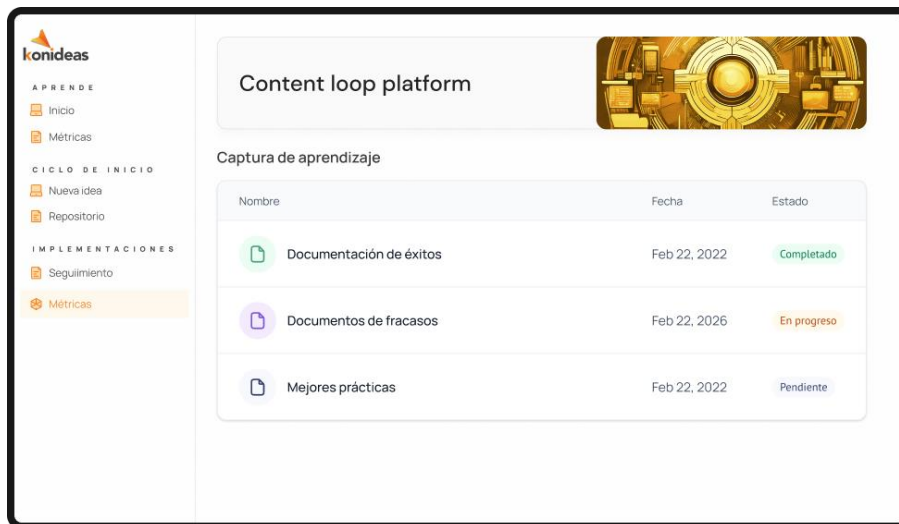 konideas
APRENDE
Inicio
Métricas
CICLO DE INICIO
Nueva idea
Repositorio
IMPLEMENTACIONES
Seguiimiento
Métricas
Content loop platform
Captura de aprendizaje
Nombre Fecha Estado
Documentación de éxitos Feb 22, 2022 Completado
Documentos de fracasos Feb 22, 2026 En progreso
Mejores prácticas Feb 22, 2022 Pendiente